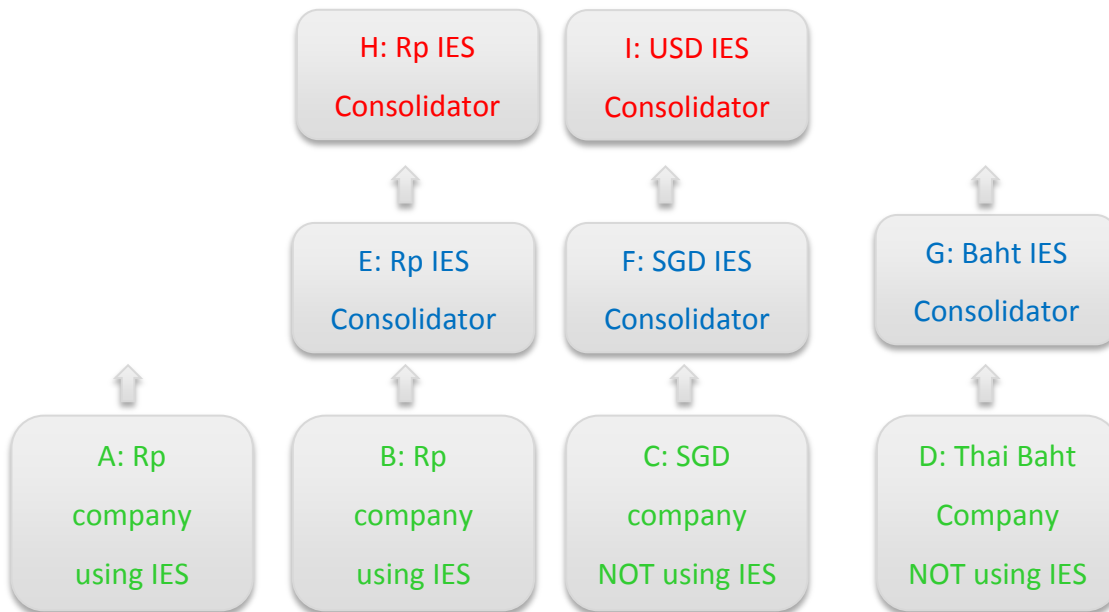 H: Rp IES
Consolidator
I: USD IES
Consolidator
E: Rp IES
Consolidator
F: SGD IES
Consolidator
G: Baht IES
Consolidator
A: Rp
company
using IES
B: Rp
company
using IES
C: SGD
company
NOT using IES
D: Thai Baht
Company
NOT using IES